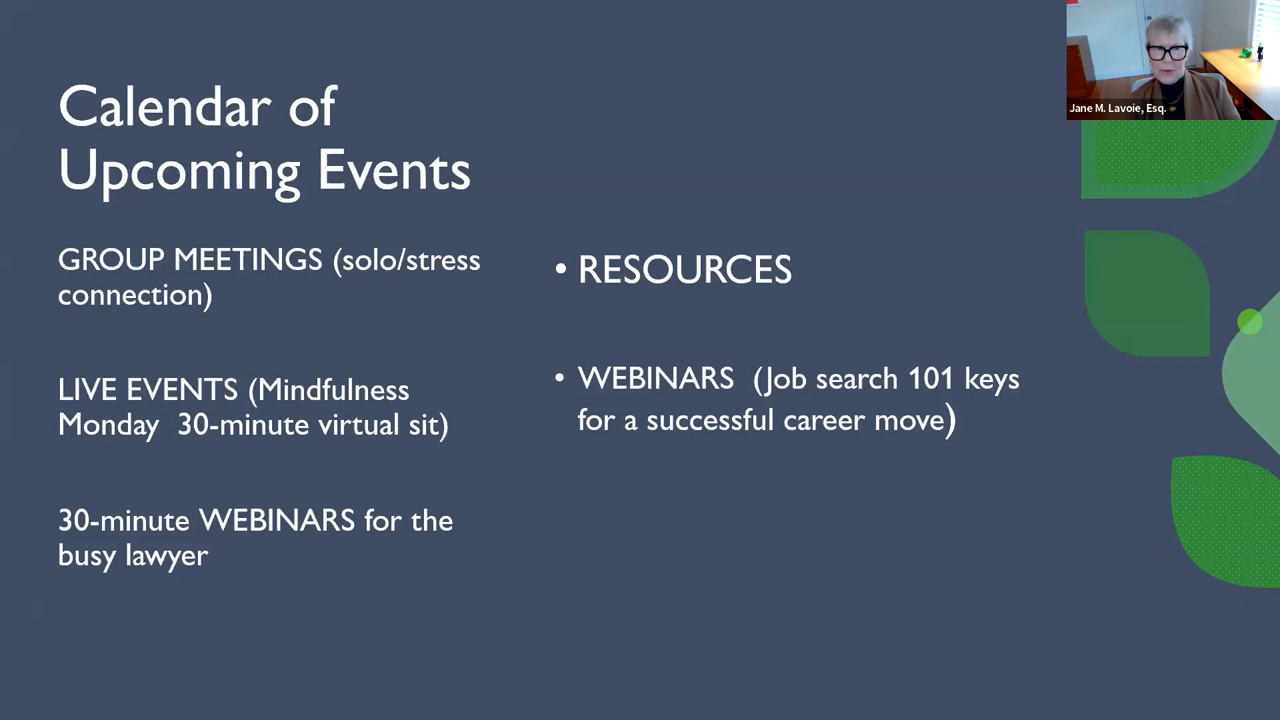 Calendar of
Upcoming Events
GROUP MEETINGS (solo/stress
connection)
LIVE EVENTS (Mindfulness
Monday  30-minute virtual sit)
30-minute WEBINARS for the
busy lawyer
• RESOURCES
• WEBINARS  (Job search 101 keys
for a successful career move)
Jane M. Lavoie, Esq.